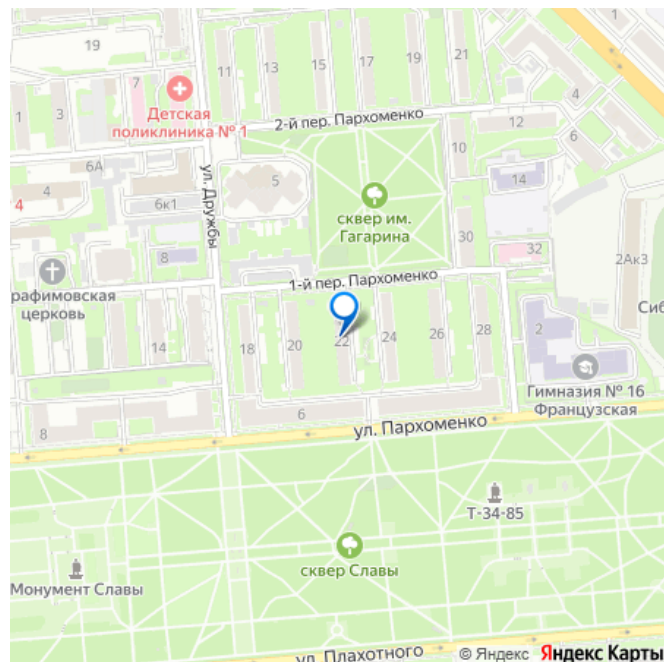 1
19
21
11
13
15
17
19
7
4
1
3
Детская
поликлиника № 1
2-й пер. Пархоменко
12
6
6А
10
ул. Дружбы
5
14
4
4
6к1
сквер им.
Гагарина
30
8
32
2Ак3
1-й пер. Пархоменко
рафимовская
церковь
Сиб
14
18
20
22
24
26
28
2
Гимназия № 16
Французская
6
8
ул. Пархоменко
Т-34-85
сквер Славы
Монумент Славы
ул. Плахотного
© Яндекс Яндекс Карты